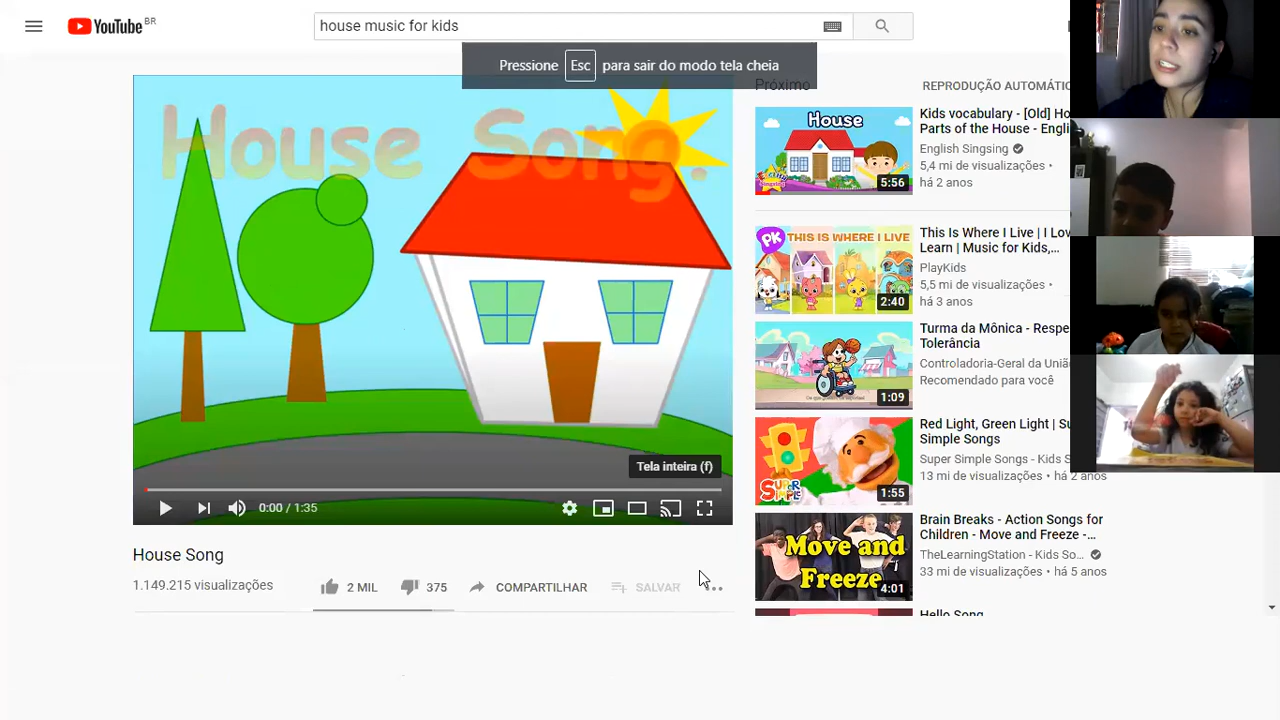 YouTube BR
house music for kids
Pressione Esc para sair do modo tela cheia
House Song.
Tela inteira (f)
0:00 / 1:35
House Song
1.149.215 visualizações
2 MIL
375
COMPARTILHAR
SALVAR
Próximo
REPRODUÇÃO AUTOMÁTIC
House
English Singsing
5:56
Kids vocabulary - [Old] Ho
Parts of the House - Engli
English Singsing
5,4 mi de visualizações •
há 2 anos
PK THIS IS WHERE I LIVE
2:40
This Is Where I Live | I Lov
Learn | Music for Kids,...
PlayKids
5,5 mi de visualizações •
há 3 anos
1:09
Turma da Mônica - Respe
Tolerância
Controladoria-Geral da União
Recomendado para você
SUPER SIMPLE
1:55
Red Light, Green Light | Su
Simple Songs
Super Simple Songs - Kids S
13 mi de visualizações • há 2 anos
Move and
Freeze
4:01
Brain Breaks - Action Songs for
Children - Move and Freeze -...
TheLearningStation - Kids So...
33 mi de visualizações • há 5 anos
Hello Song